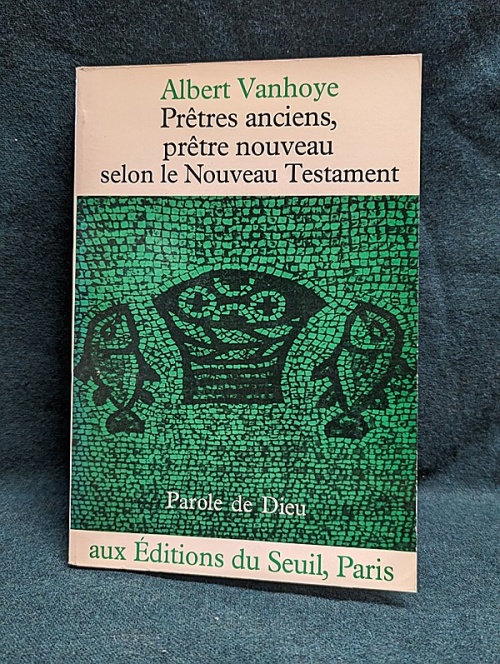 Albert Vanhoye
Prêtres anciens,
prêtre nouveau
selon le Nouveau Testament
Parole de Dieu
aux Éditions du Seuil, Paris